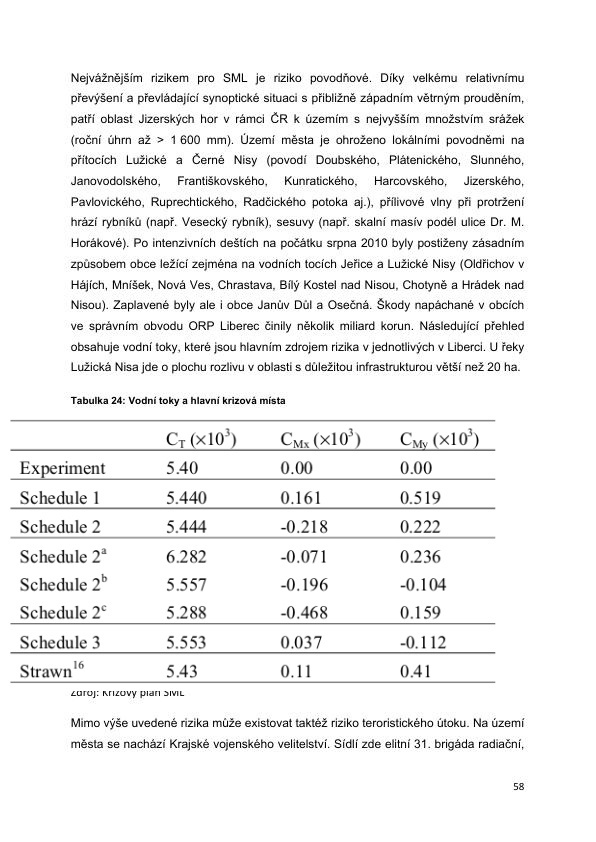 Nejvážnějším rizikem pro SML je riziko povodňové. Díky velkému relativnímu
převýšení a převládající synoptické situaci s přibližně západním větrným prouděním,
patří oblast Jizerských hor v rámci ČR k územím s nejvyšším množstvím srážek
(roční úhrn až > 1 600 mm). Území města je ohroženo lokálními povodněmi na
přítocích Lužické a Černé Nisy (povodí Doubského, Plátenického, Slunného,
Janovodolského, Františkovského, Kunratického, Harcovského, Jizerského,
Pavlovického, Ruprechtického, Radčického potoka aj.), přílivové vlny při protržení
hrází rybníků (např. Vesecký rybník), sesuvy (např. skalní masív podél ulice Dr. M.
Horákové). Po intenzivních deštích na počátku srpna 2010 byly postiženy zásadním
způsobem obce ležící zejména na vodních tocích Jeřice a Lužické Nisy (Oldřichov v
Hájích, Mníšek, Nová Ves, Chrastava, Bílý Kostel nad Nisou, Chotyně a Hrádek nad
Nisou). Zaplavené byly ale i obce Janův Důl a Osečná. Škody napáchané v obcích
ve správním obvodu ORP Liberec činily několik miliard korun. Následující přehled
obsahuje vodní toky, které jsou hlavním zdrojem rizika v jednotlivých v Liberci. U řeky
Lužická Nisa jde o plochu rozlivu v oblasti s důležitou infrastrukturou větší než 20 ha.
Tabulka 24: Vodní toky a hlavní krizová místa
C_T (×10^3) C_Mx (×10^3) C_My (×10^3)
Experiment 5.40 0.00 0.00
Schedule 1 5.440 0.161 0.519
Schedule 2 5.444 -0.218 0.222
Schedule 2^a 6.282 -0.071 0.236
Schedule 2^b 5.557 -0.196 -0.104
Schedule 2^c 5.288 -0.468 0.159
Schedule 3 5.553 0.037 -0.112
Strawn^16 5.43 0.11 0.41
Zdroj: Krizový plán SML
Mimo výše uvedené rizika může existovat taktéž riziko teroristického útoku. Na území
města se nachází Krajské vojenského velitelství. Sídlí zde elitní 31. brigáda radiační,
58